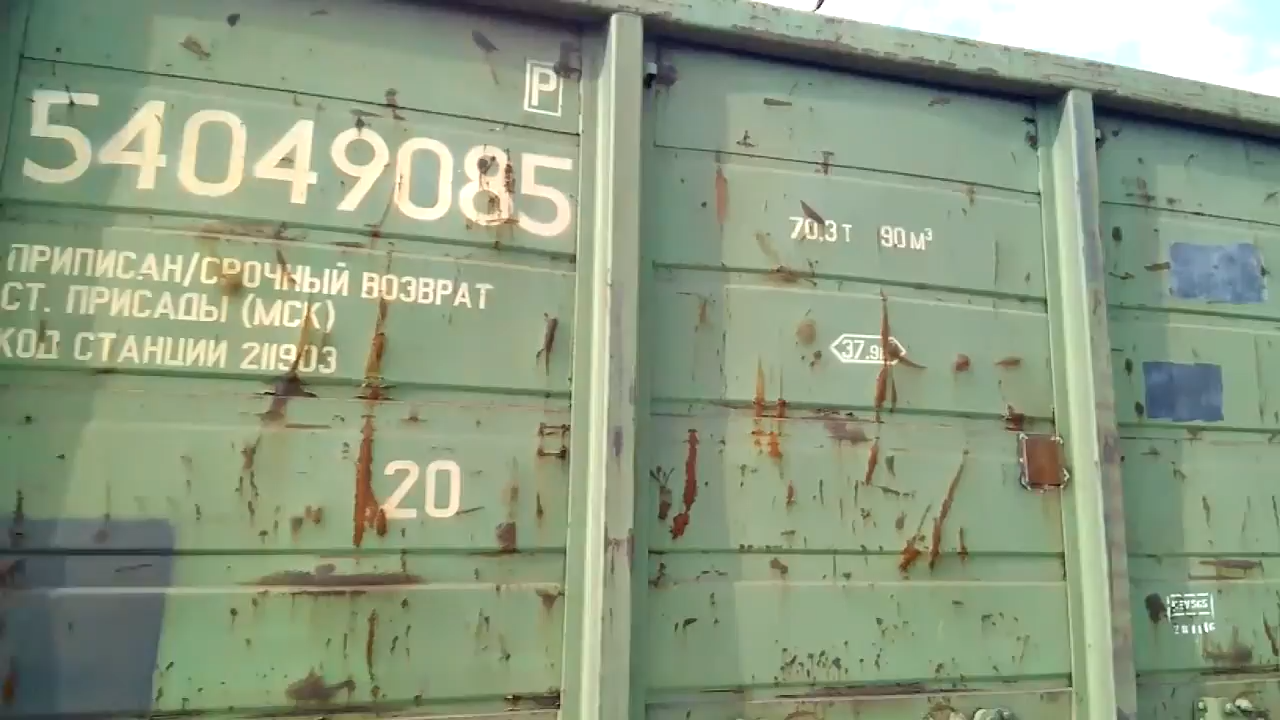 P
54049085
ПРИПИСАН/СРОЧНЫЙ ВОЗВРАТ
СТ. ПРИСАДЫ (МСК)
КОД СТАНЦИИ 211903
20
70,3 Т 90 М³